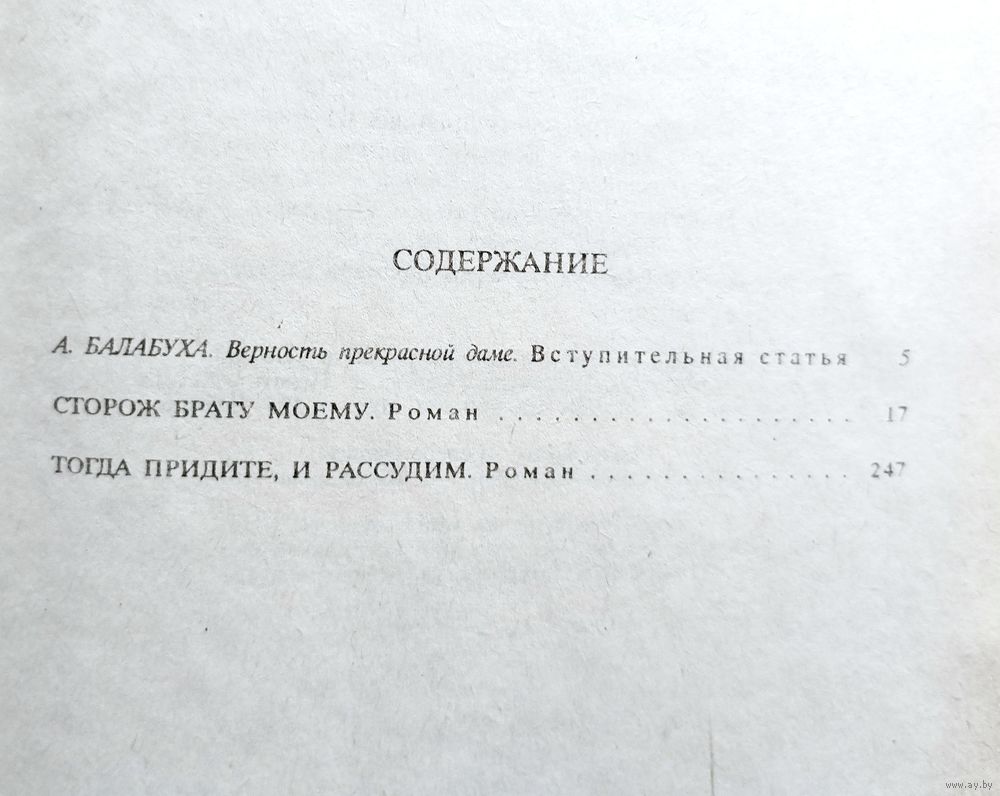 СОДЕРЖАНИЕ
А. БАЛАБУХА. Верность прекрасной даме. Вступительная статья 5
СТОРОЖ БРАТУ МОЕМУ. Роман . . . . . . . . . . . . . . . . . . . . 17
ТОГДА ПРИДИТЕ, И РАССУДИМ. Роман . . . . . . . . . . . . . . . 247
www.ay.by